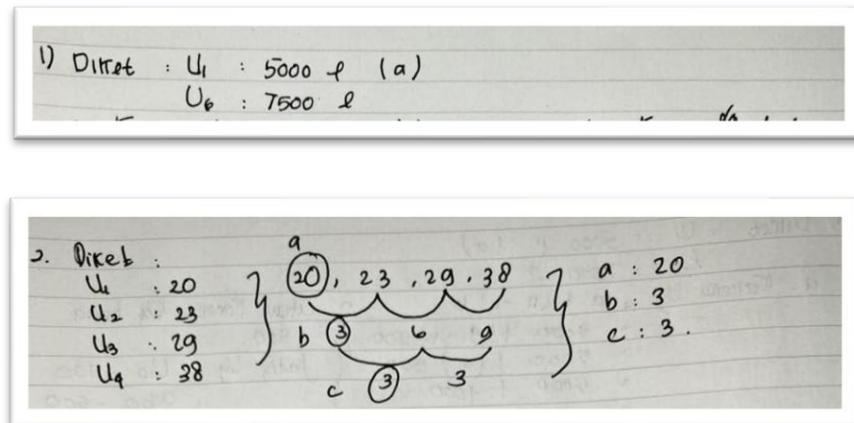 1) Diket : U1 : 5000 l (a)
U6 : 7500 l
2. Diket :
U1 : 20
U2 : 23
U3 : 29
U4 : 38
a
20, 23, 29, 38
b 3 6 9
c 3 3
a : 20
b : 3
c : 3.